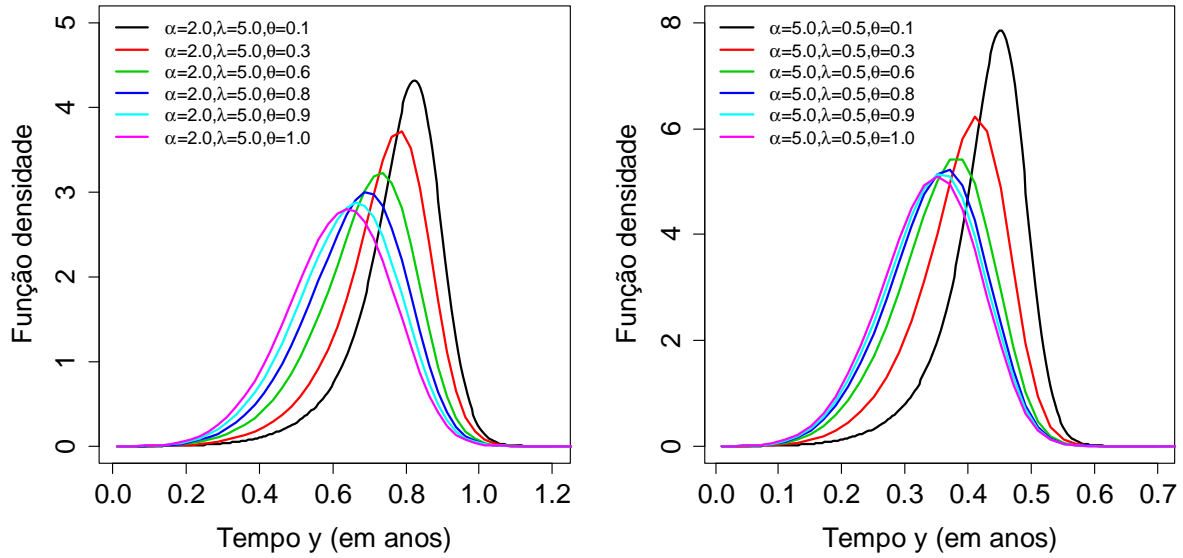 α=2.0,λ=5.0,θ=0.1
α=2.0,λ=5.0,θ=0.3
α=2.0,λ=5.0,θ=0.6
α=2.0,λ=5.0,θ=0.8
α=2.0,λ=5.0,θ=0.9
α=2.0,λ=5.0,θ=1.0
Função densidade
0 1 2 3 4 5
0.0 0.2 0.4 0.6 0.8 1.0 1.2
Tempo y (em anos)
α=5.0,λ=0.5,θ=0.1
α=5.0,λ=0.5,θ=0.3
α=5.0,λ=0.5,θ=0.6
α=5.0,λ=0.5,θ=0.8
α=5.0,λ=0.5,θ=0.9
α=5.0,λ=0.5,θ=1.0
Função densidade
0 2 4 6 8
0.0 0.1 0.2 0.3 0.4 0.5 0.6 0.7
Tempo y (em anos)